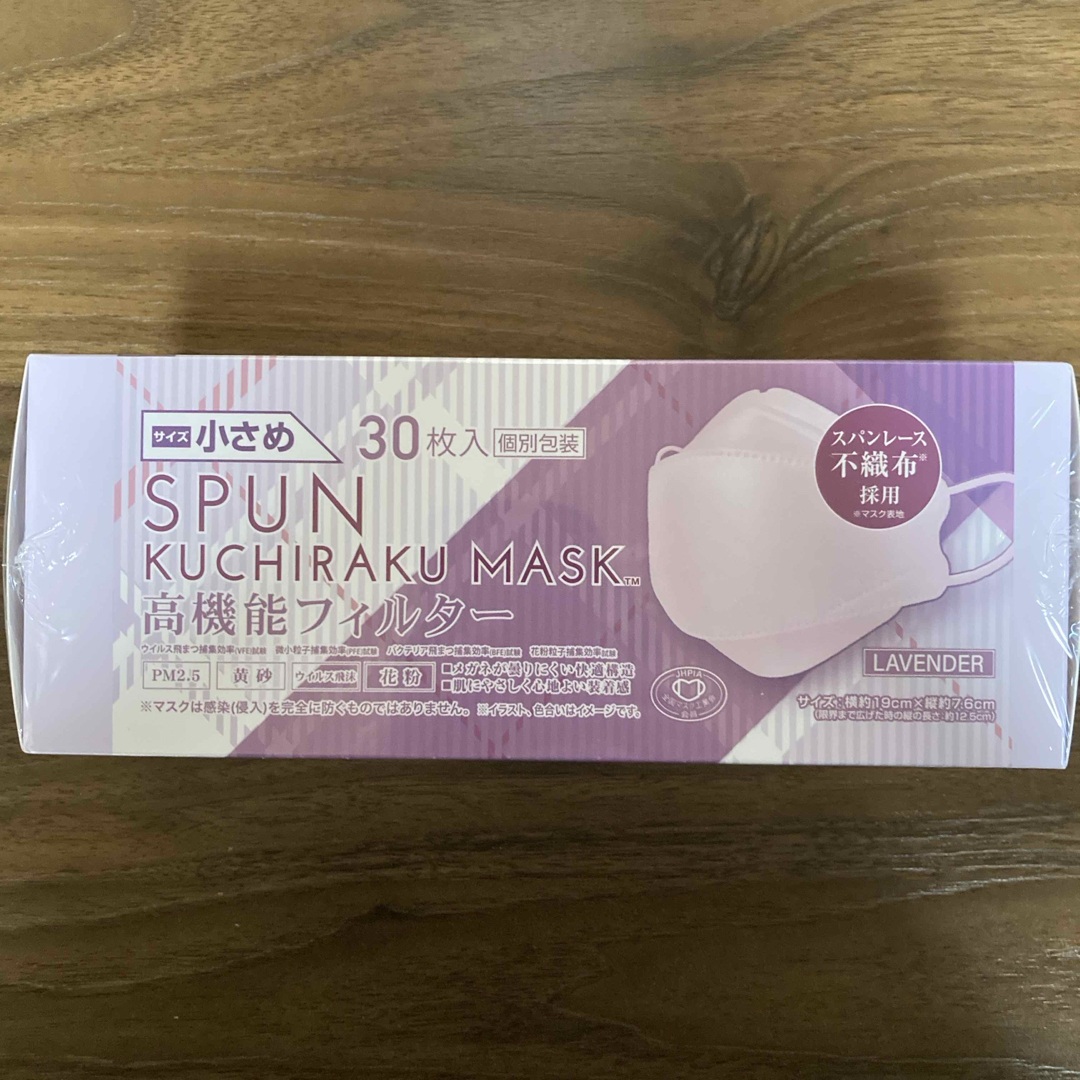 サイズ 小さめ
30枚入 個別包装
SPUN
KUCHIRAKU MASK™
高機能フィルター
ウイルス飛まつ捕集効率(VFE)試験 微小粒子捕集効率(PFE)試験 バクテリア飛まつ捕集効率(BFE)試験 花粉粒子捕集効率試験
PM2.5 黄砂 ウィルス飛沫 花粉
■メガネが曇りにくい快適構造
■肌にやさしく心地よい装着感
※マスクは感染(侵入)を完全に防ぐものではありません。※イラスト、色合いはイメージです。
スパンレース
不織布※
採用
※マスク表地
JHPIA
全国マスク工業会
会員
LAVENDER
サイズ：横約19cm×縦約7.6cm
(限界まで広げた時の縦の長さ:約12.5cm)